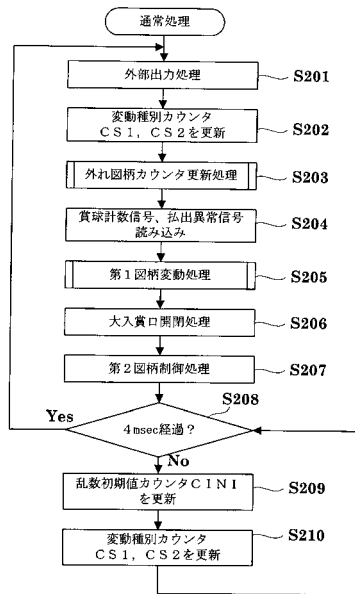 通常処理
外部出力処理
S201
変動種別カウンタ
CS1, CS2を更新
S202
外れ図柄カウンタ更新処理
S203
賞球計数信号、払出異常信号
読み込み
S204
第1図柄変動処理
S205
大入賞口開閉処理
S206
第2図柄制御処理
S207
S208
Yes
4msec経過?
No
乱数初期値カウンタCINI
を更新
S209
変動種別カウンタ
CS1, CS2を更新
S210